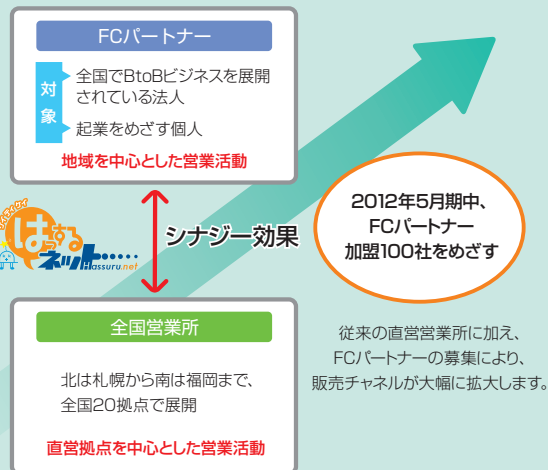 FCパートナー
対象
全国でBtoBビジネスを展開
されている法人
起業をめざす個人
地域を中心とした営業活動
はっするネット
assuru.net
シナジー効果
2012年5月期中、
FCパートナー
加盟100社をめざす
全国営業所
北は札幌から南は福岡まで、
全国20拠点で展開
直営拠点を中心とした営業活動
従来の直営営業所に加え、
FCパートナーの募集により、
販売チャネルが大幅に拡大します。